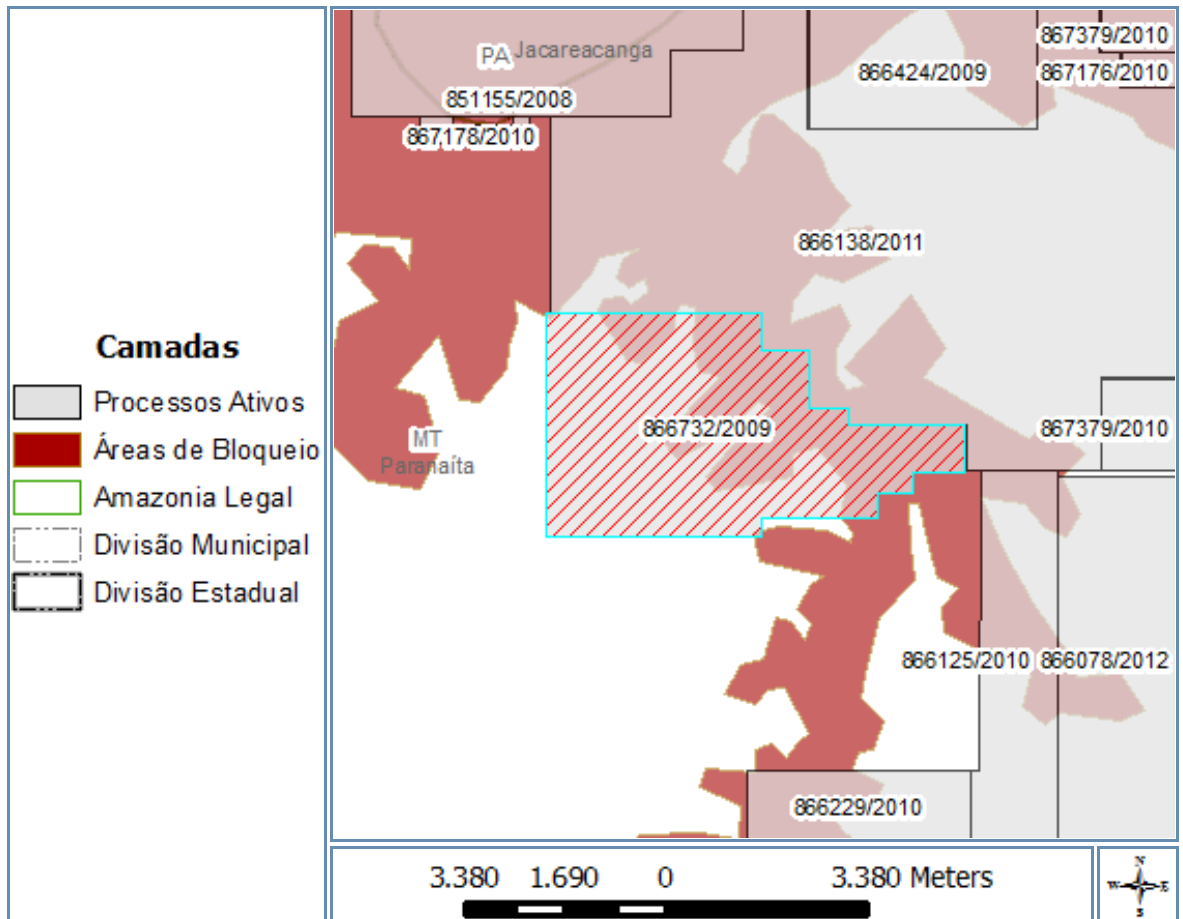 Camadas
Processos Ativos
Áreas de Bloqueio
Amazonia Legal
Divisão Municipal
Divisão Estadual
PA Jacareacanga
851155/2008
867178/2010
866424/2009
867379/2010
867176/2010
866138/2011
866732/2009
MT
Paranaíta
867379/2010
866125/2010
866078/2012
866229/2010
3.380 1.690 0 3.380 Meters
N
W E
S